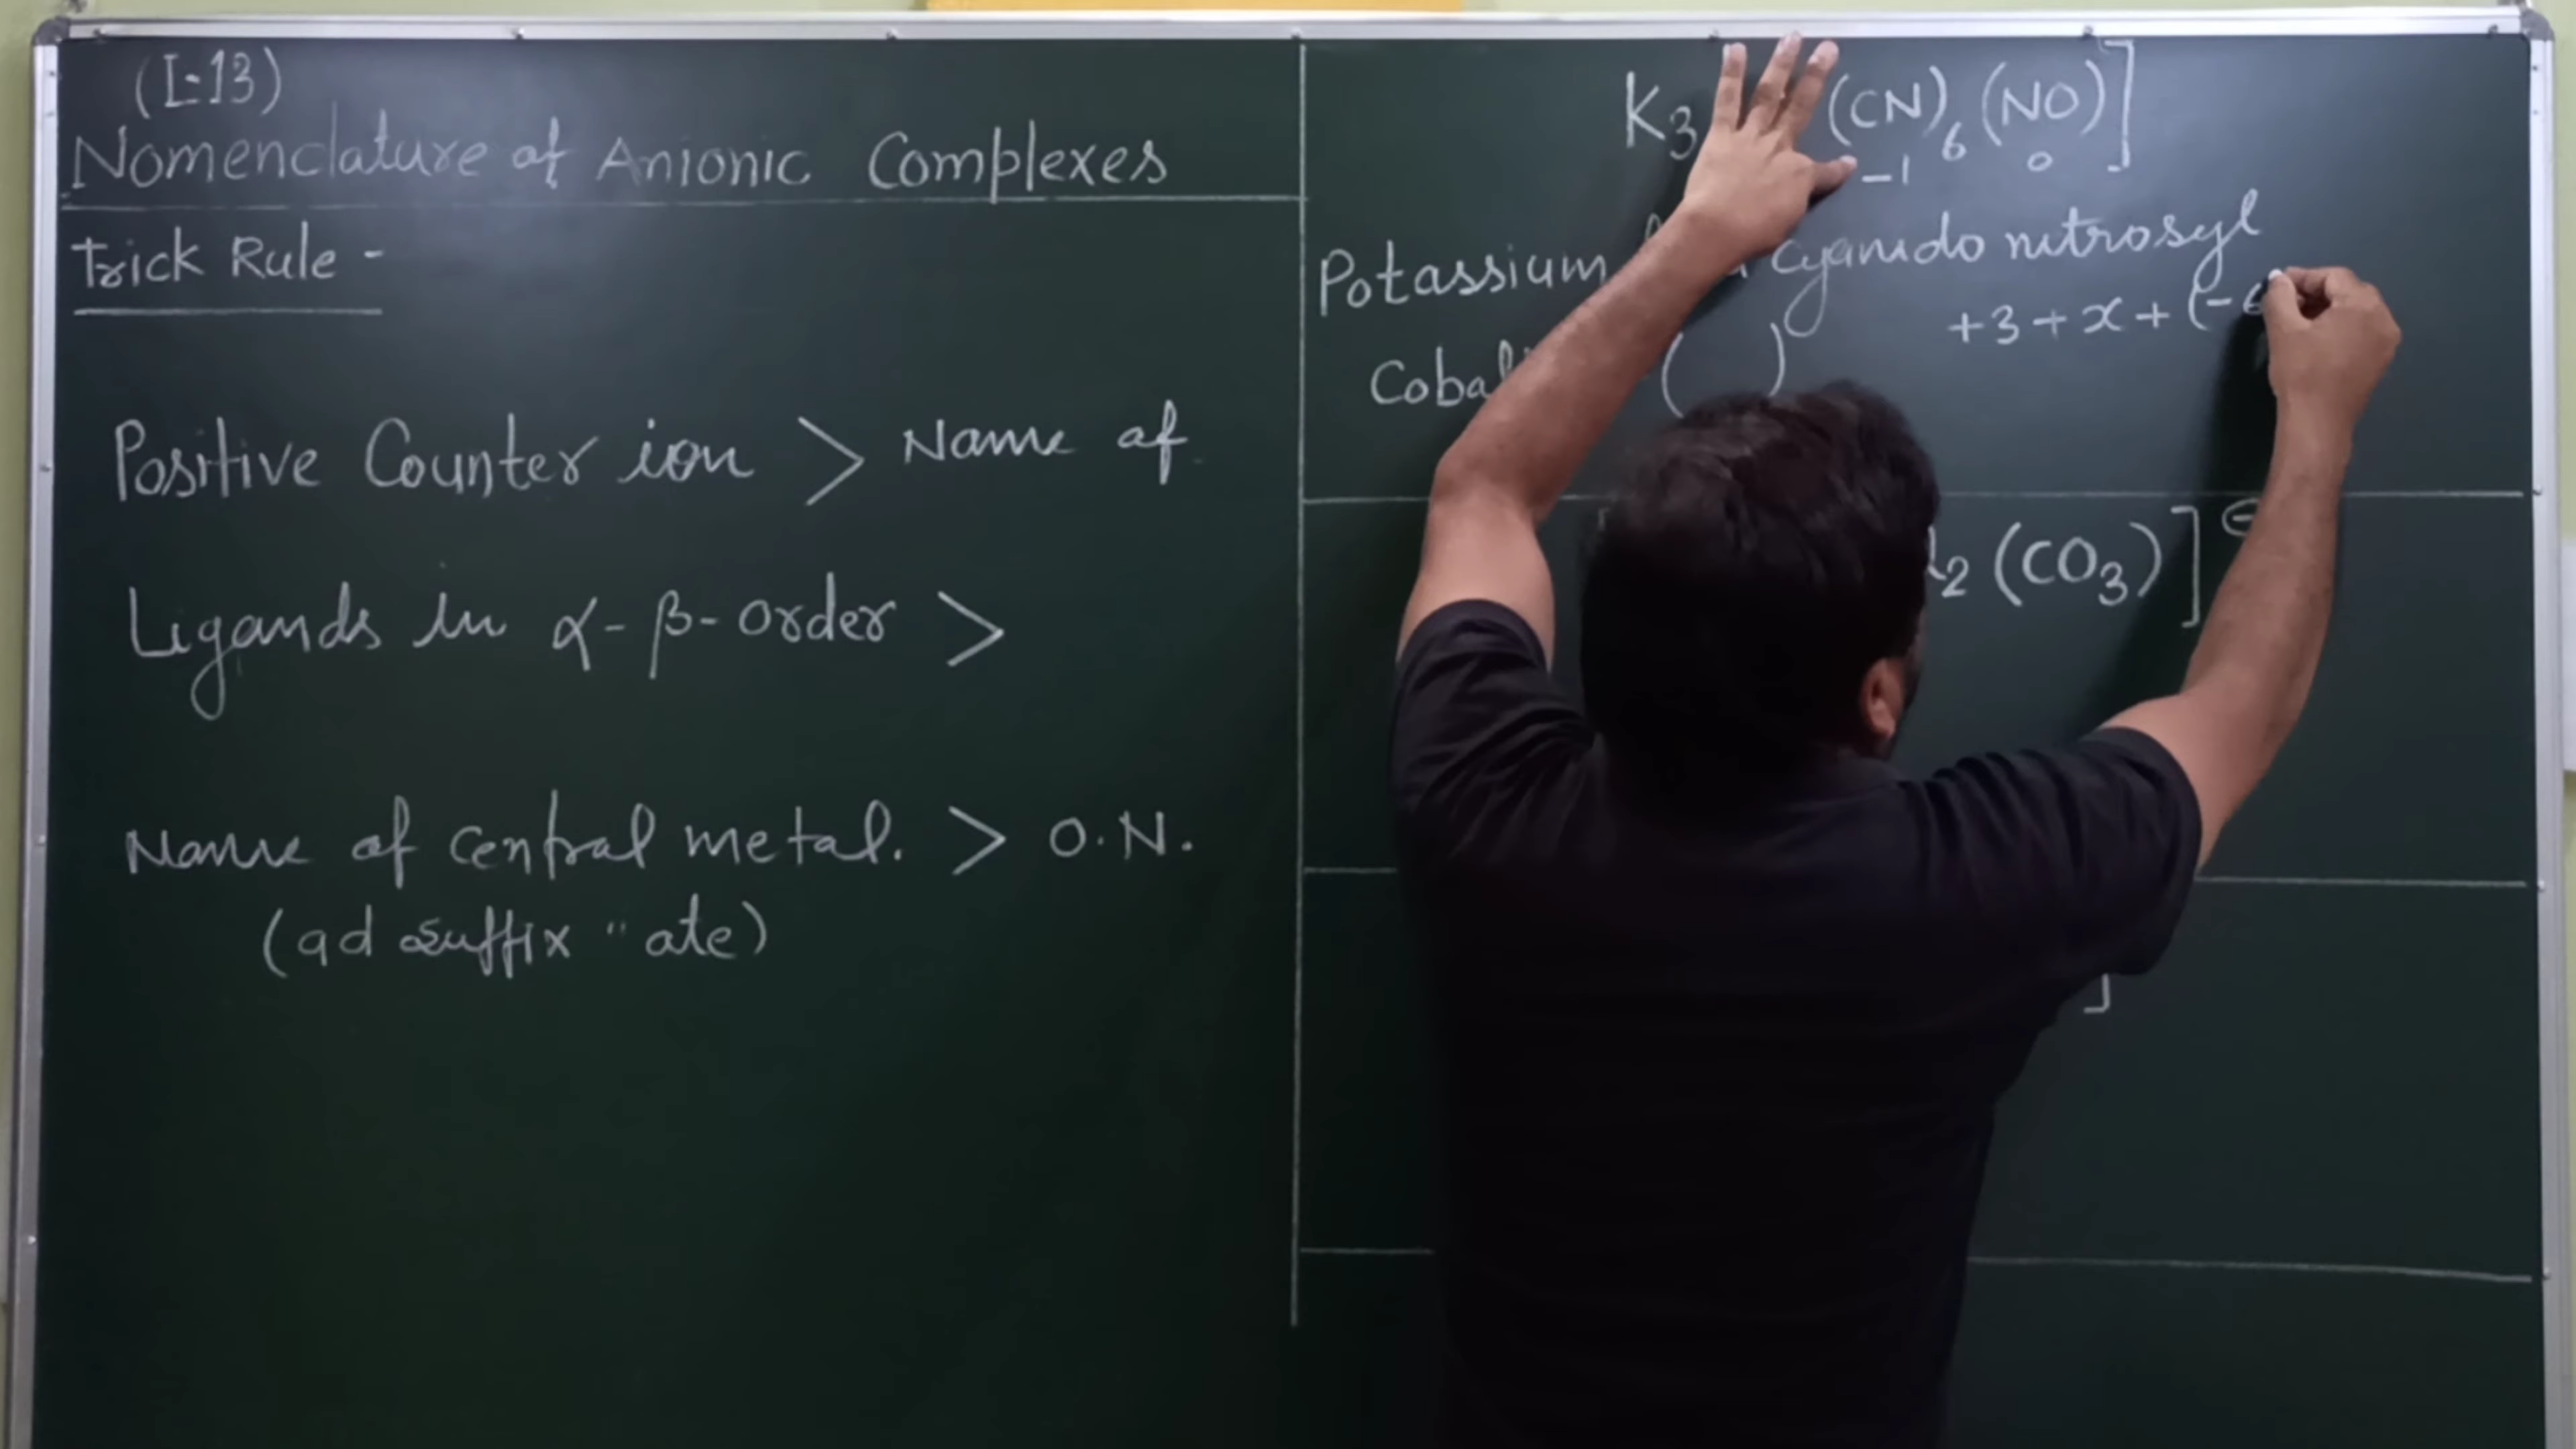 (L-13)
Nomenclature of Anionic Complexes
Trick Rule -
Positive Counter ion > Name of
Ligands in α-β-order >
Name of central metal. > O.N.
(ad suffix " ate)
K3 (CN)6 (NO)]
-1 0
Potassium cyanido nitrosyl
+3 + x + (-6
Cobal ( )
2 (CO3)]⊖
]